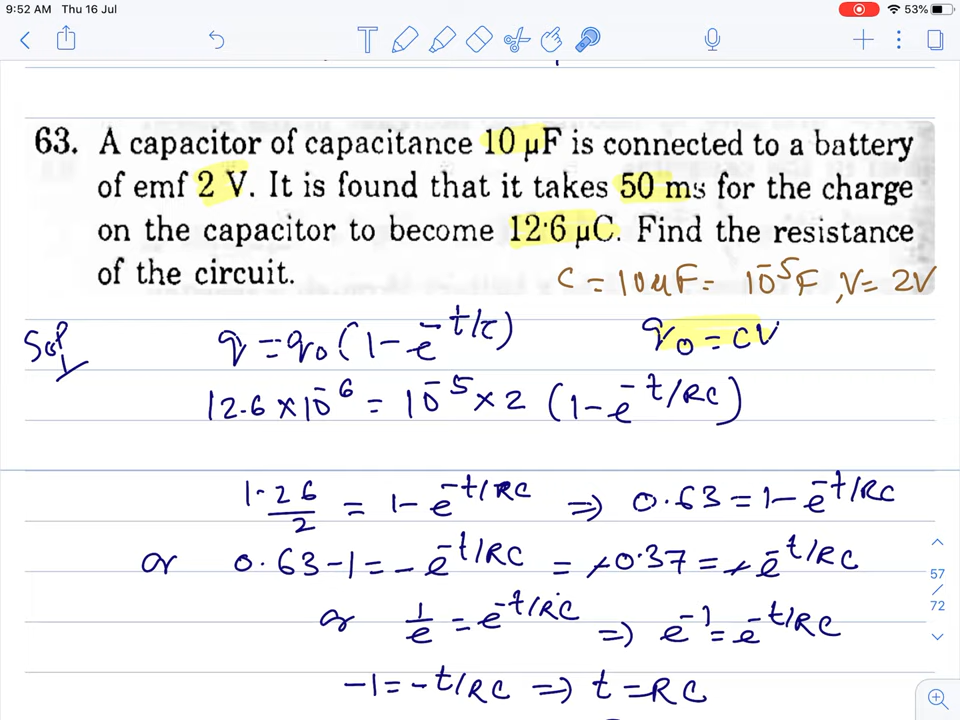 9:52 AM Thu 16 Jul 53%
63. A capacitor of capacitance 10 μF is connected to a battery
of emf 2 V. It is found that it takes 50 ms for the charge
on the capacitor to become 12·6 μC. Find the resistance
of the circuit.
C = 10 μF = 10⁻⁵ F, V = 2V
Sol q = q₀ (1 - e^-t/τ) q₀ = CV
12.6 × 10⁻⁶ = 10⁻⁵ × 2 (1 - e^-t/RC)
1.26/2 = 1 - e^-t/RC ⇒ 0.63 = 1 - e^-t/RC
or 0.63 - 1 = - e^-t/RC = -0.37 = - e^-t/RC
or 1/e = e^-t/RC ⇒ e⁻¹ = e^-t/RC
-1 = -t/RC ⇒ t = RC
57
/
72